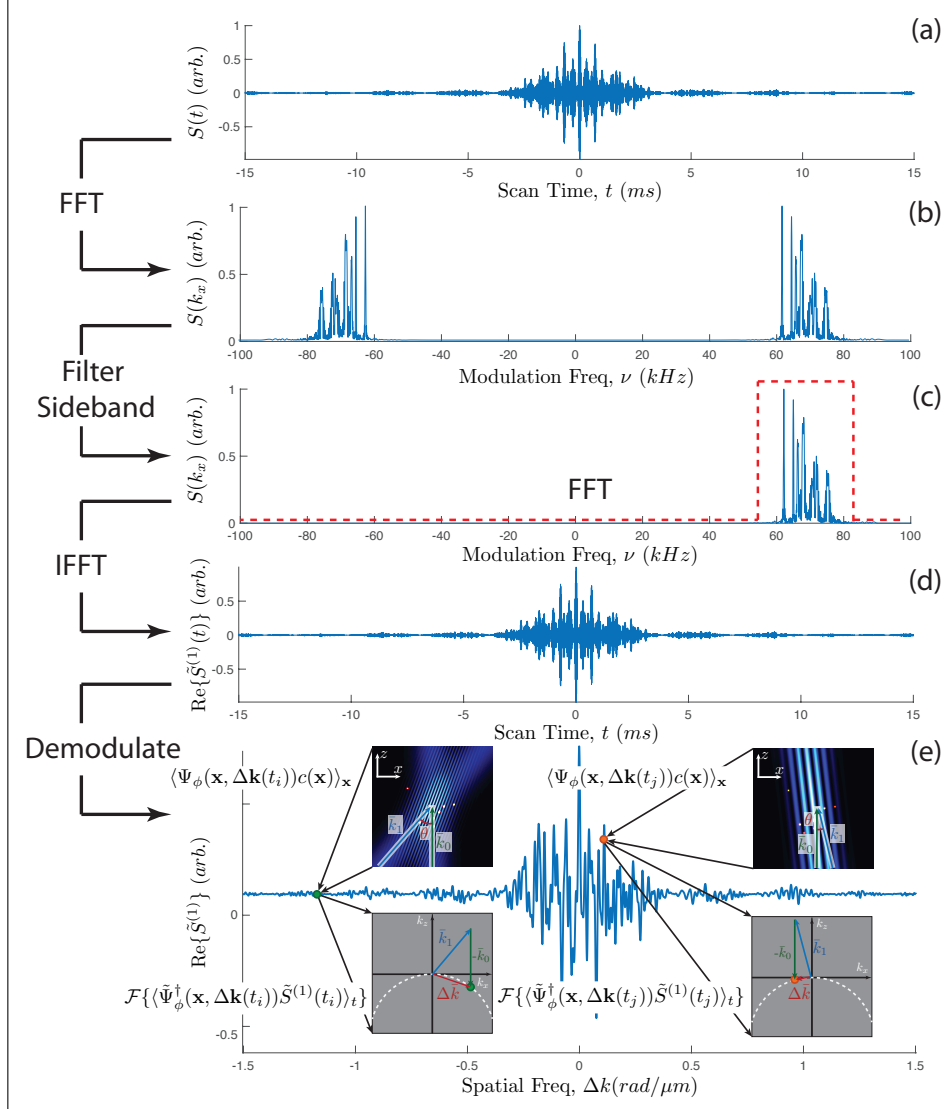 (a)
S(t) (arb.)
1
0.5
0
-0.5
-15 -10 -5 0 5 10 15
Scan Time, t (ms)
FFT
(b)
S(k_x) (arb.)
1
0.5
0
-100 -80 -60 -40 -20 0 20 40 60 80 100
Modulation Freq, ν (kHz)
Filter
Sideband
(c)
S(k_x) (arb.)
1
0.5
0
FFT
-100 -80 -60 -40 -20 0 20 40 60 80 100
Modulation Freq, ν (kHz)
IFFT
(d)
Re{S̃^(1)(t)} (arb.)
0.5
0
-0.5
-15 -10 -5 0 5 10 15
Scan Time, t (ms)
Demodulate
(e)
⟨Ψ_ϕ(x, Δk(t_i))c(x)⟩_x
z
x
k̄_1
θ
k̄_0
⟨Ψ_ϕ(x, Δk(t_j))c(x)⟩_x
z
x
θ
k̄_1
k̄_0
Re{S̃^(1)} (arb.)
0.5
0
-0.5
k_z
k̄_1
-k̄_0
k_x
Δk̄
F{⟨Ψ̃_ϕ^†(x, Δk(t_i))S̃^(1)(t_i)⟩_t}
k_z
-k̄_0
k̄_1
k_x
Δk̄
F{⟨Ψ̃_ϕ^†(x, Δk(t_j))S̃^(1)(t_j)⟩_t}
-1.5 -1 -0.5 0 0.5 1 1.5
Spatial Freq, Δk(rad/μm)